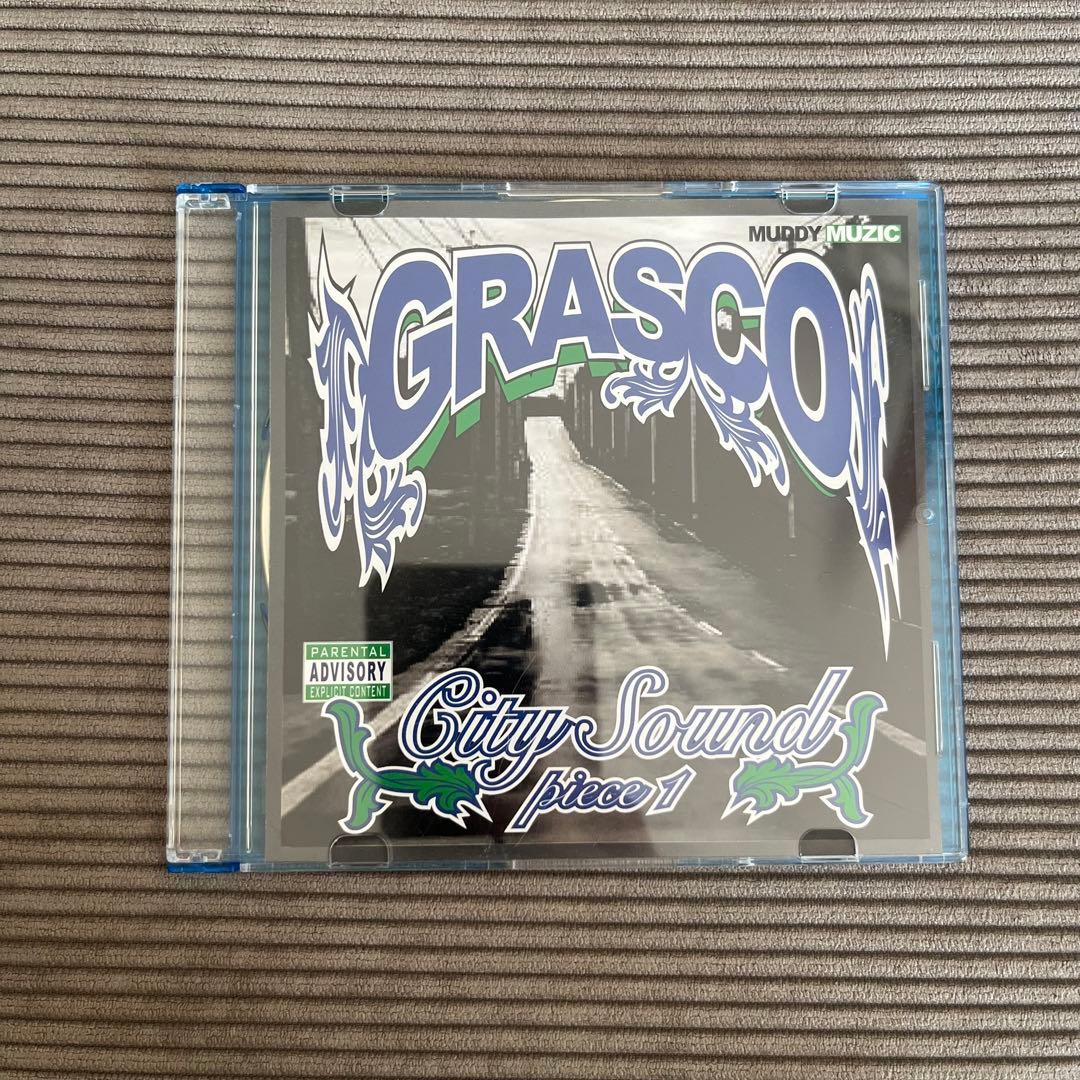 MUDDY MUZIC
GRASCO
PARENTAL
ADVISORY
EXPLICIT CONTENT
City Sound
piece 1